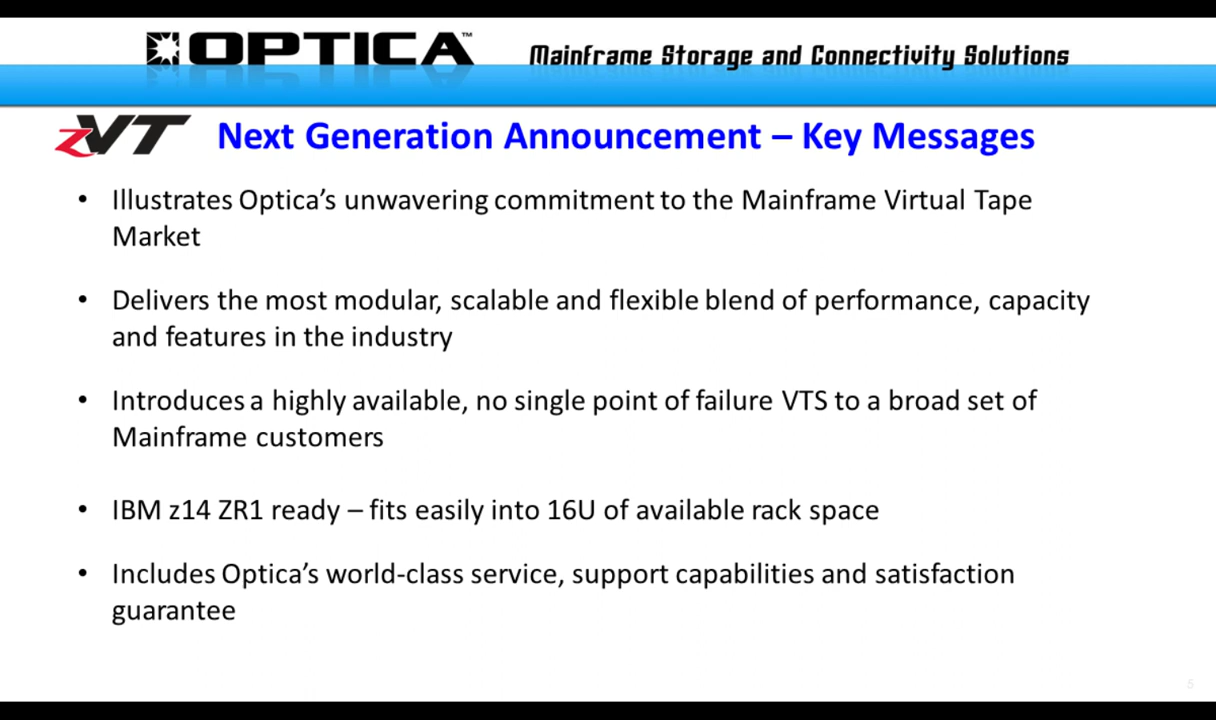 OPTICA™ Mainframe Storage and Connectivity Solutions
zVT Next Generation Announcement – Key Messages
• Illustrates Optica’s unwavering commitment to the Mainframe Virtual Tape
Market
• Delivers the most modular, scalable and flexible blend of performance, capacity
and features in the industry
• Introduces a highly available, no single point of failure VTS to a broad set of
Mainframe customers
• IBM z14 ZR1 ready – fits easily into 16U of available rack space
• Includes Optica’s world-class service, support capabilities and satisfaction
guarantee
5